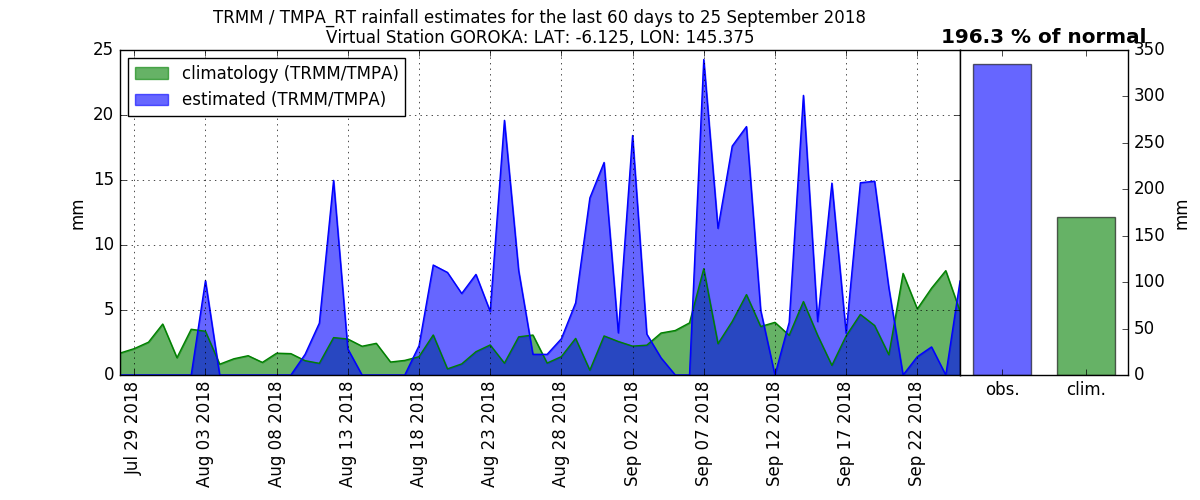 TRMM / TMPA_RT rainfall estimates for the last 60 days to 25 September 2018
Virtual Station GOROKA: LAT: -6.125, LON: 145.375
196.3 % of normal
climatology (TRMM/TMPA)
estimated (TRMM/TMPA)
25
20
15
10
5
0
mm
350
300
250
200
150
100
50
0
mm
obs.
clim.
Jul 29 2018
Aug 03 2018
Aug 08 2018
Aug 13 2018
Aug 18 2018
Aug 23 2018
Aug 28 2018
Sep 02 2018
Sep 07 2018
Sep 12 2018
Sep 17 2018
Sep 22 2018